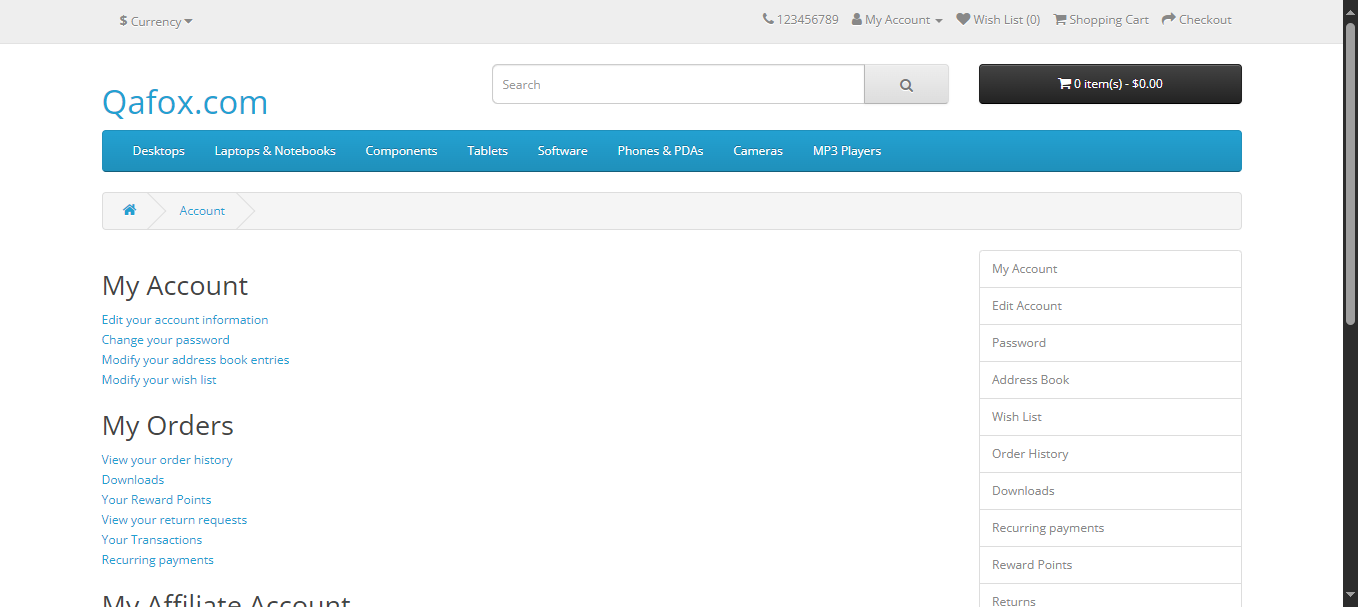 $ Currency
123456789 My Account Wish List (0) Shopping Cart Checkout
Qafox.com
Search
0 item(s) - $0.00
Desktops Laptops & Notebooks Components Tablets Software Phones & PDAs Cameras MP3 Players
Account
My Account
Edit your account information
Change your password
Modify your address book entries
Modify your wish list
My Orders
View your order history
Downloads
Your Reward Points
View your return requests
Your Transactions
Recurring payments
My Affiliate Account
My Account
Edit Account
Password
Address Book
Wish List
Order History
Downloads
Recurring payments
Reward Points
Returns